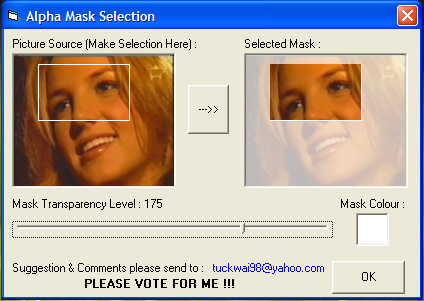 Alpha Mask Selection
Picture Source (Make Selection Here) :
Selected Mask :
--->>
Mask Transparency Level : 175
Mask Colour :
Suggestion & Comments please send to : tuckwai98@yahoo.com
PLEASE VOTE FOR ME !!!
OK